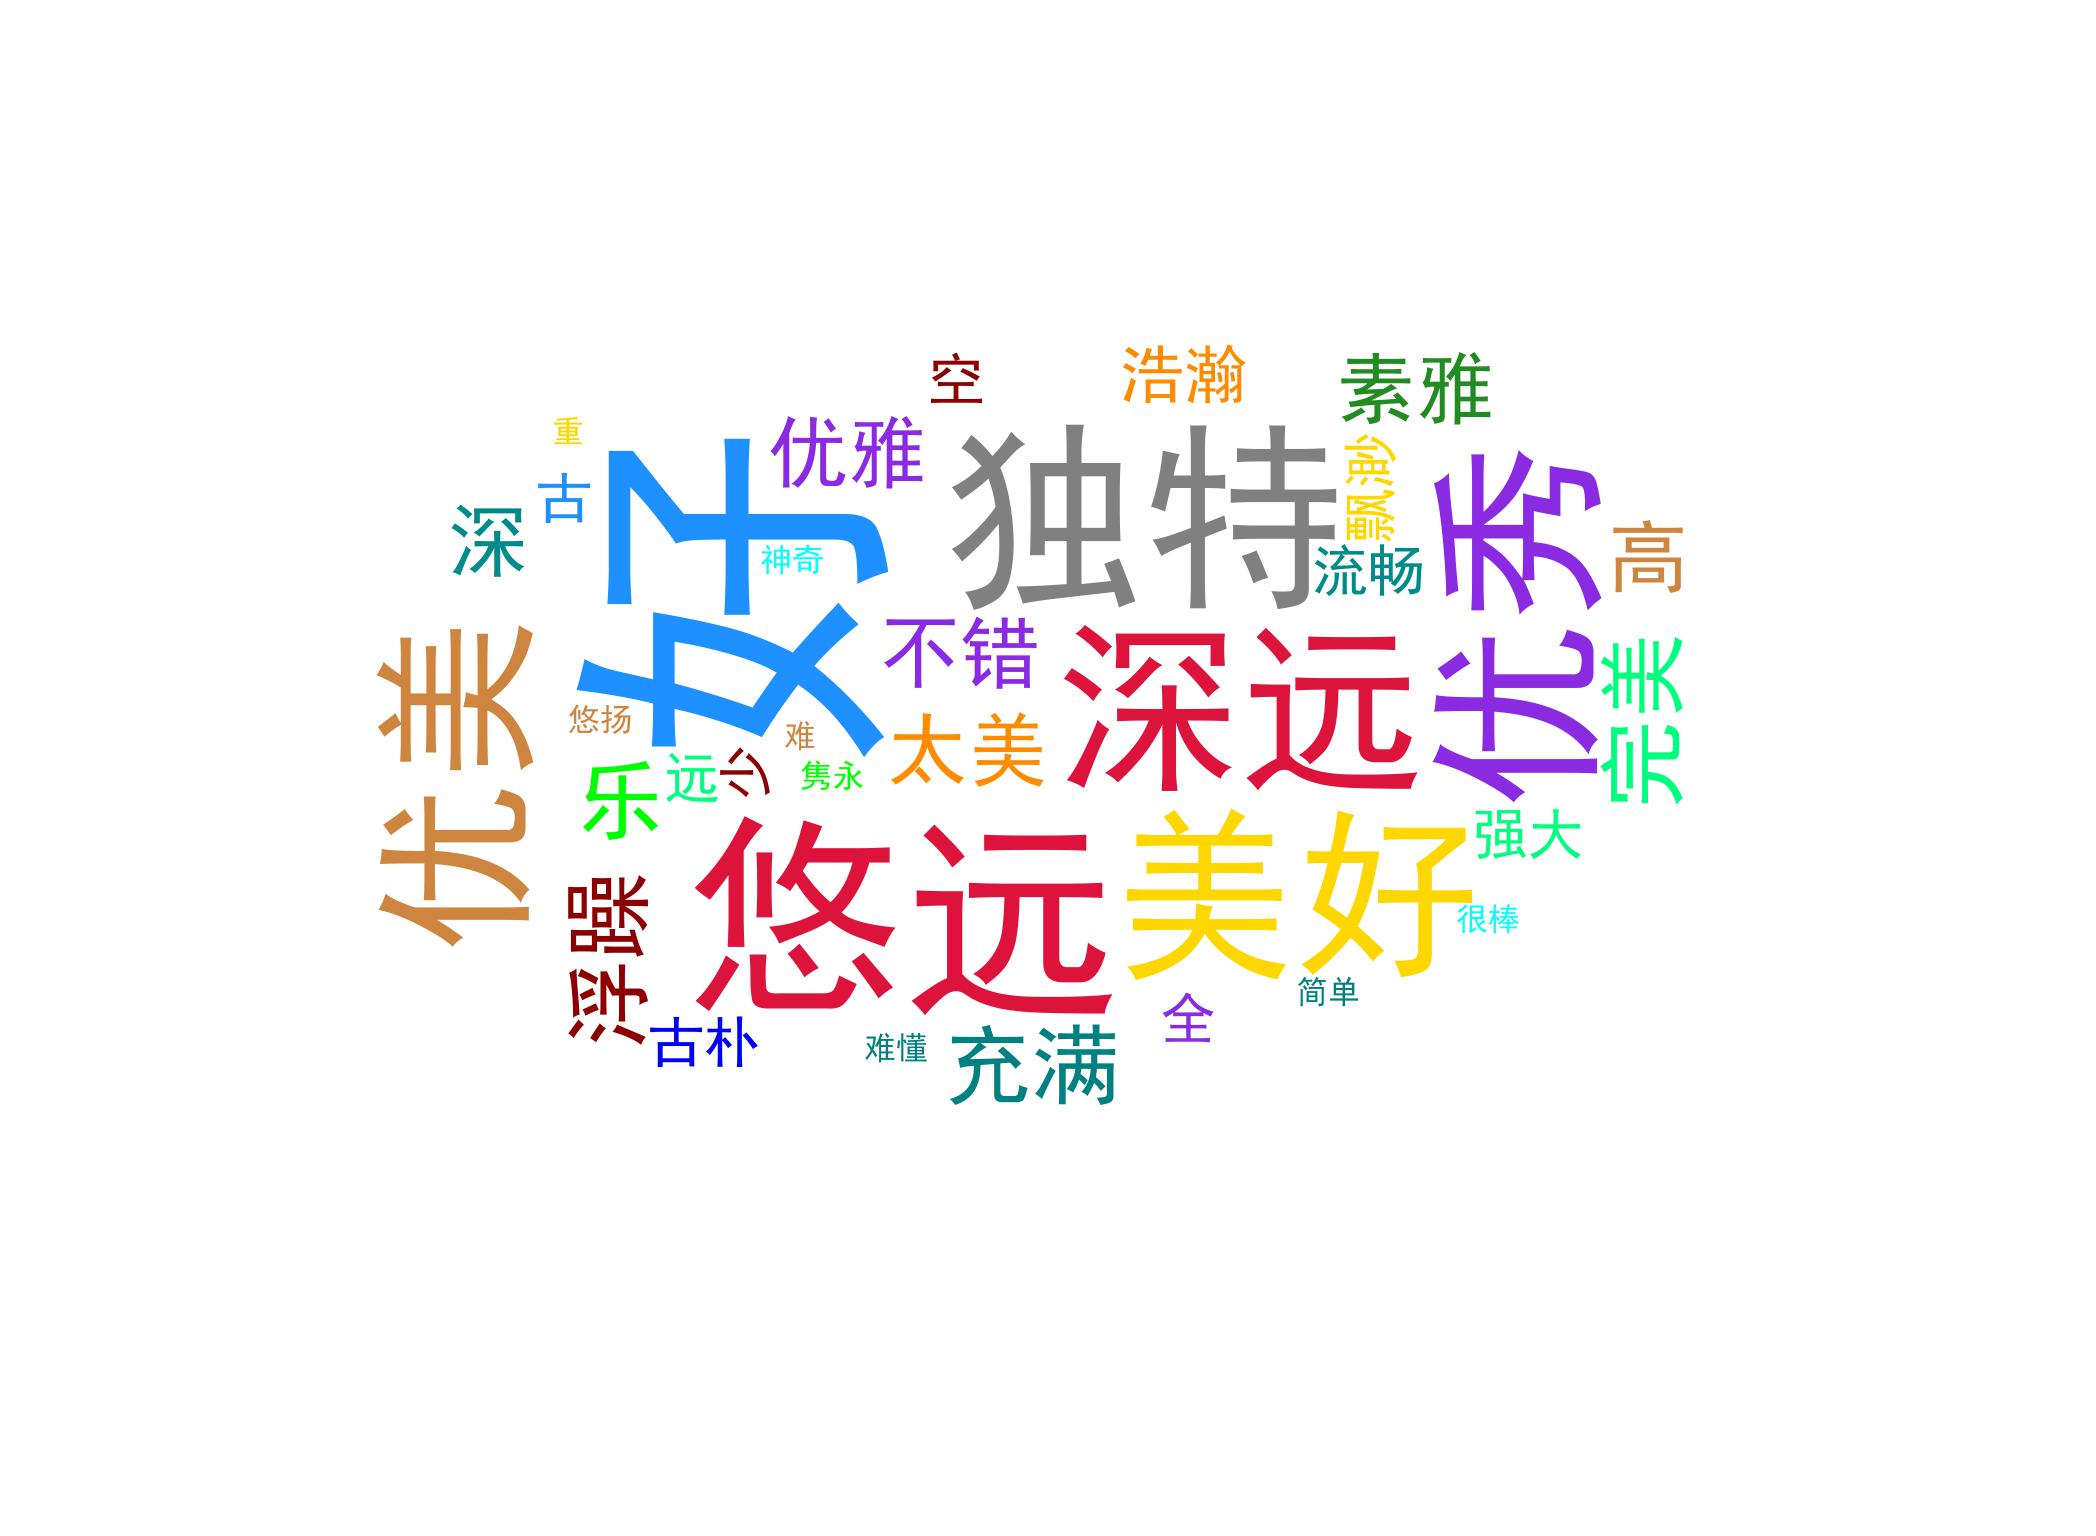 空
浩瀚
素雅
重
优雅
独特
飘渺
古
好
深
神奇
流畅
优秀
高
优美
不错
深远
完美
悠扬
难
太美
乐
远
少
隽永
悠远
美好
强大
浮躁
很棒
简单
古朴
难懂
充满
全